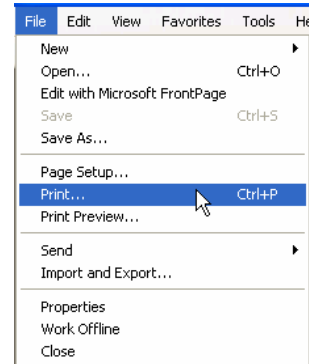 File Edit View Favorites Tools He
New
Open... Ctrl+O
Edit with Microsoft FrontPage
Save Ctrl+S
Save As...
Page Setup...
Print... Ctrl+P
Print Preview...
Send
Import and Export...
Properties
Work Offline
Close